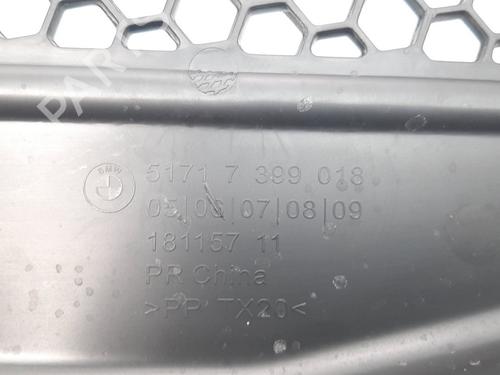 BMW
5171 7 399 018
05|06|07|08|09
181157 11
PR China
>PP TX20<